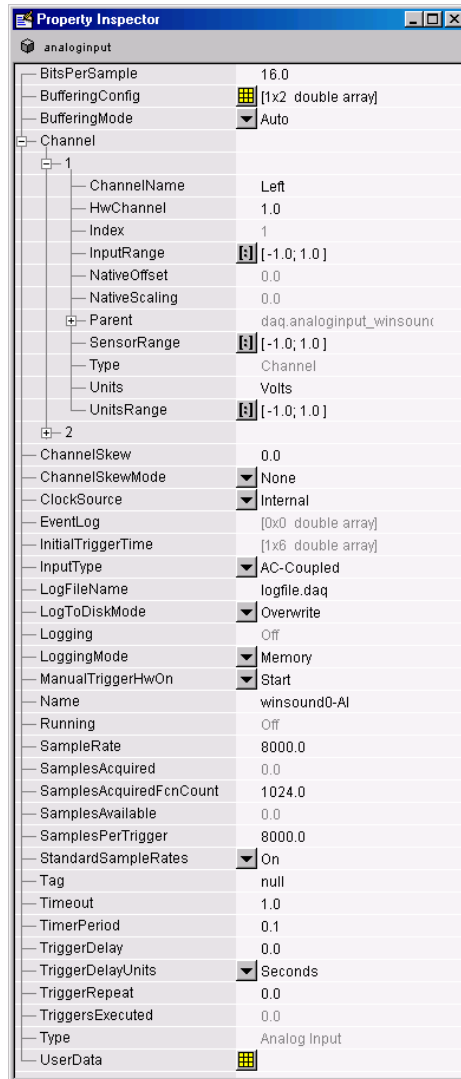 Property Inspector
analoginput
BitsPerSample 16.0
BufferingConfig [1x2 double array]
BufferingMode Auto
Channel
1
ChannelName Left
HwChannel 1.0
Index 1
InputRange [:] [ -1.0; 1.0 ]
NativeOffset 0.0
NativeScaling 0.0
Parent daq.analoginput_winsounc
SensorRange [:] [ -1.0; 1.0 ]
Type Channel
Units Volts
UnitsRange [:] [ -1.0; 1.0 ]
2
ChannelSkew 0.0
ChannelSkewMode None
ClockSource Internal
EventLog [0x0 double array]
InitialTriggerTime [1x6 double array]
InputType AC-Coupled
LogFileName logfile.daq
LogToDiskMode Overwrite
Logging Off
LoggingMode Memory
ManualTriggerHwOn Start
Name winsound0-AI
Running Off
SampleRate 8000.0
SamplesAcquired 0.0
SamplesAcquiredFcnCount 1024.0
SamplesAvailable 0.0
SamplesPerTrigger 8000.0
StandardSampleRates On
Tag null
Timeout 1.0
TimerPeriod 0.1
TriggerDelay 0.0
TriggerDelayUnits Seconds
TriggerRepeat 0.0
TriggersExecuted 0.0
Type Analog Input
UserData